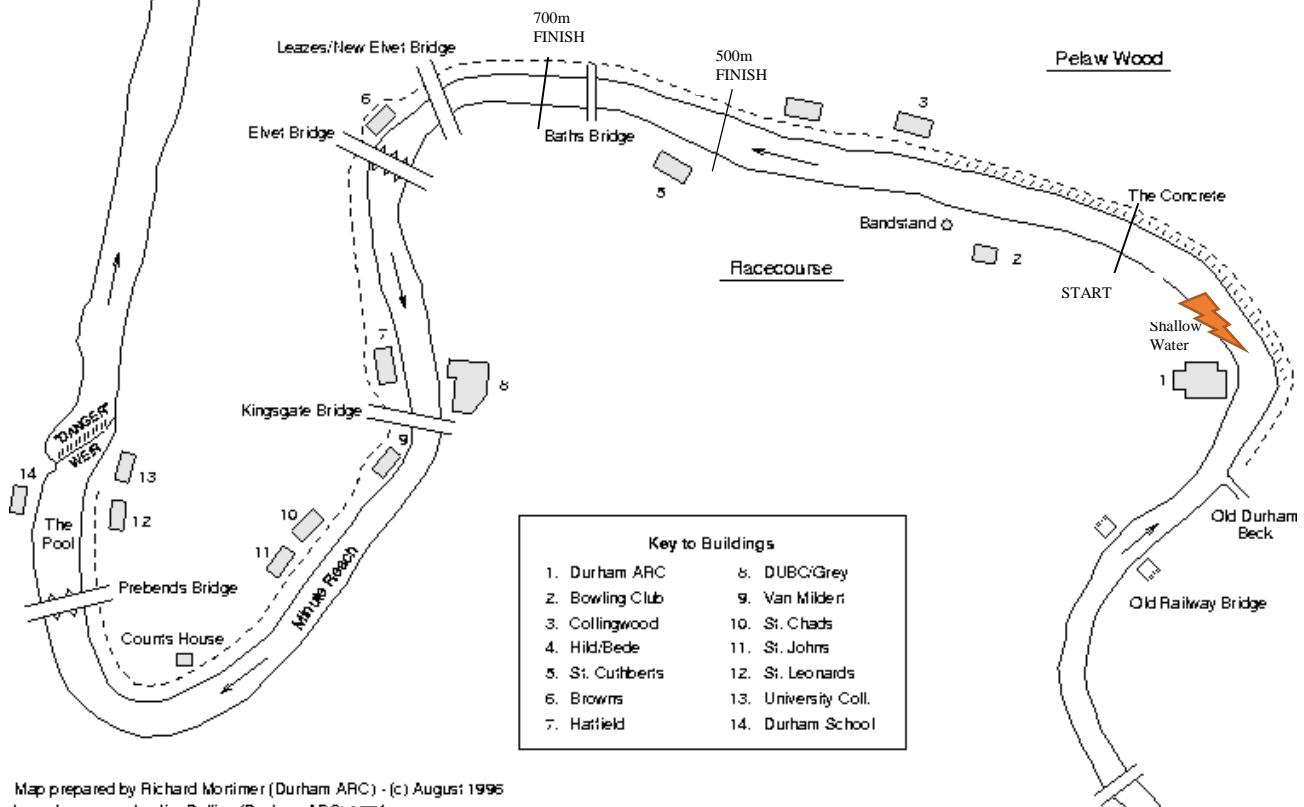 700m
FINISH
Leazes/New Elvet Bridge
500m
FINISH
Pelaw Wood
6
3
Elvet Bridge
Baths Bridge
5
The Concrete
Bandstand
2
Racecourse
START
Shallow
Water
7
1
8
Kingsgate Bridge
"DANGER"
WEIR
9
14
13
10
12
The
Pool
11
Minute Reach
Old Durham
Beck
Prebends Bridge
Old Railway Bridge
Counts House
Key to Buildings
1. Durham ARC
2. Bowling Club
3. Collingwood
4. Hild/Bede
5. St. Cuthberts
6. Browns
7. Hatfield
8. DUBC/Grey
9. Van Mildert
10. St. Chads
11. St. Johns
12. St. Leonards
13. University Coll.
14. Durham School
Map prepared by Richard Mortimer (Durham ARC) - (c) August 1996